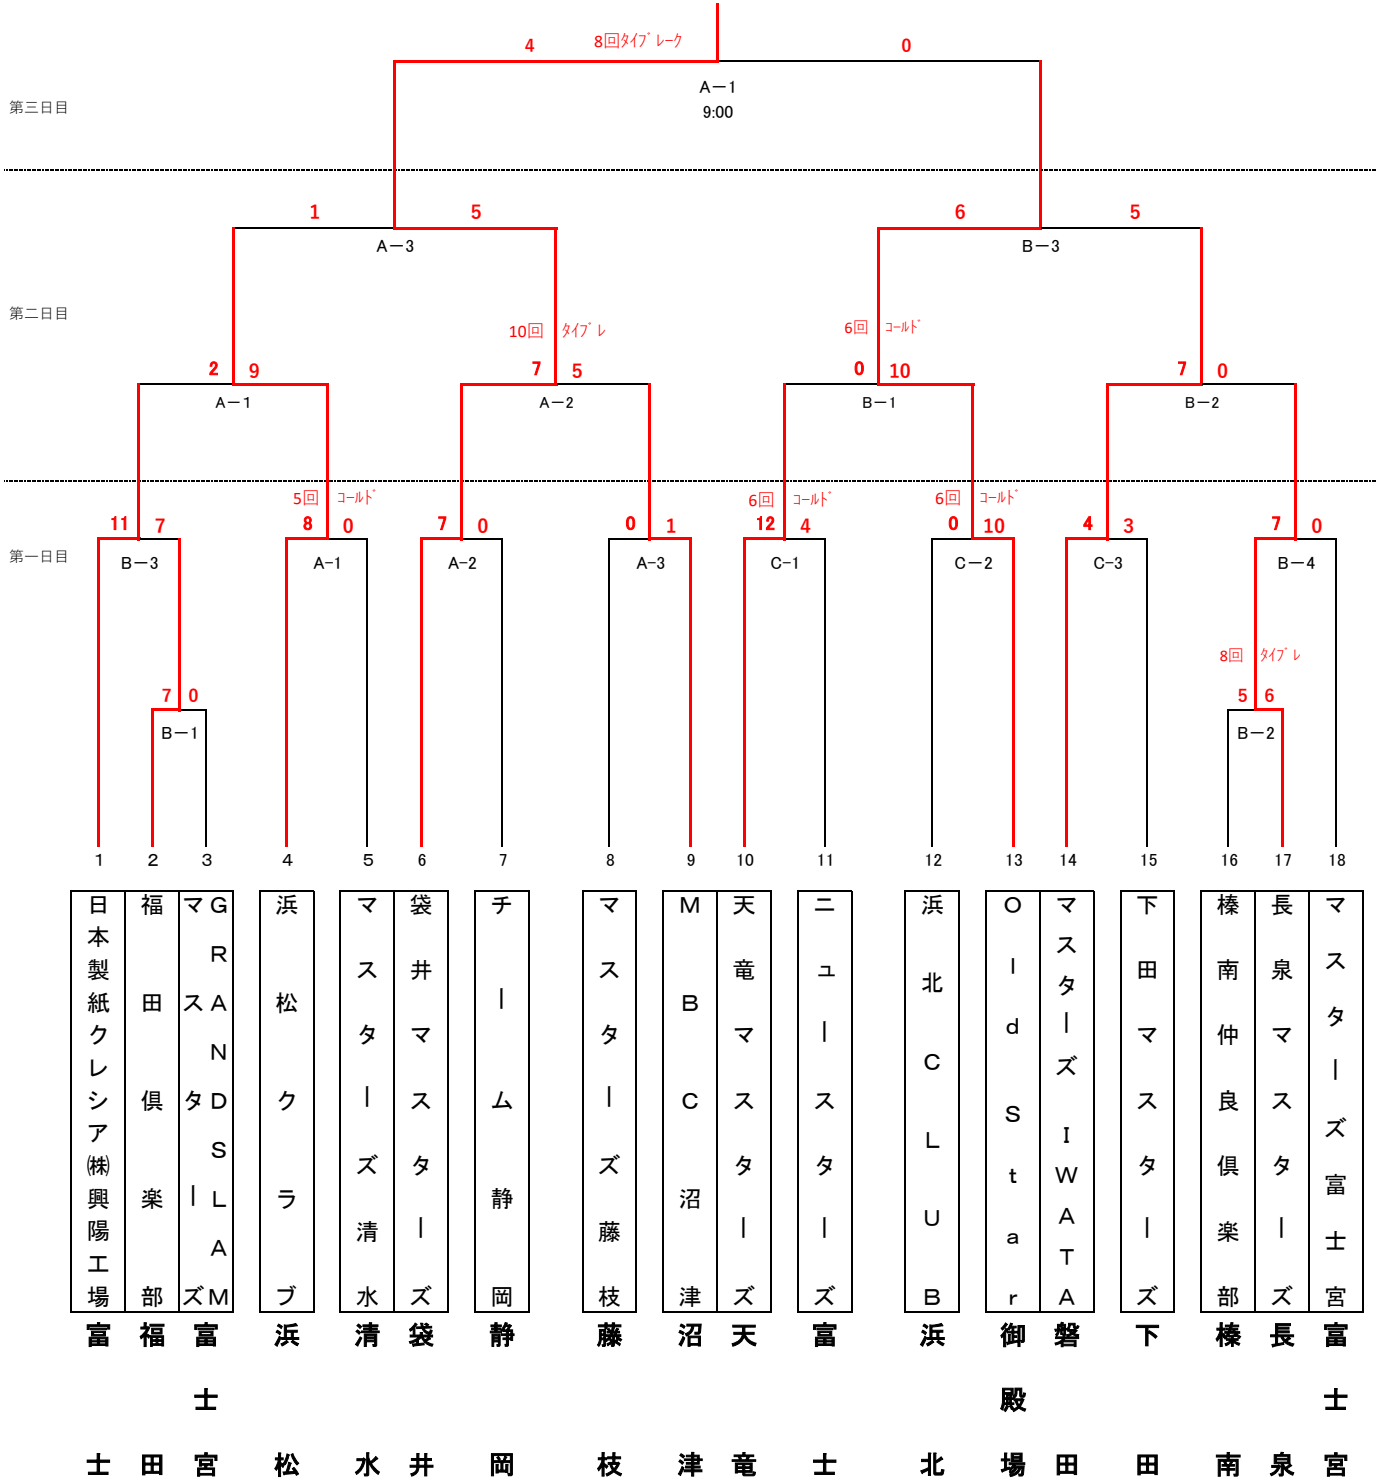 4 8回ﾀｲﾌﾞﾚｰｸ 0
A－1
9:00
第三日目
1 5 6 5
A－3 B－3
第二日目
10回 ﾀｲﾌﾞﾚ 6回 ｺｰﾙﾄﾞ
2 9 7 5 0 10 7 0
A－1 A－2 B－1 B－2
5回 ｺｰﾙﾄﾞ 6回 ｺｰﾙﾄﾞ 6回 ｺｰﾙﾄﾞ
11 7 8 0 7 0 0 1 12 4 0 10 4 3 7 0
第一日目
B－3 A-1 A-2 A-3 C-1 C－2 C-3 B－4
8回 ﾀｲﾌﾞﾚ
7 0 5 6
B－1 B－2
1 2 3 4 5 6 7 8 9 10 11 12 13 14 15 16 17 18
日本製紙クレシア㈱興陽工場
福田倶楽部
GRANDSLAM
マスターズ
浜松クラブ
マスターズ清水
袋井マスターズ
チーム静岡
マスターズ藤枝
MBC沼津
天竜マスターズ
ニュースターズ
浜北CLUB
Old Star
マスターズ IWATA
下田マスターズ
榛南仲良倶楽部
長泉マスターズ
マスターズ富士宮
富士
福田
富士宮
浜松
清水
袋井
静岡
藤枝
沼津
天竜
富士
浜北
御殿場
磐田
下田
榛南
長泉
富士宮